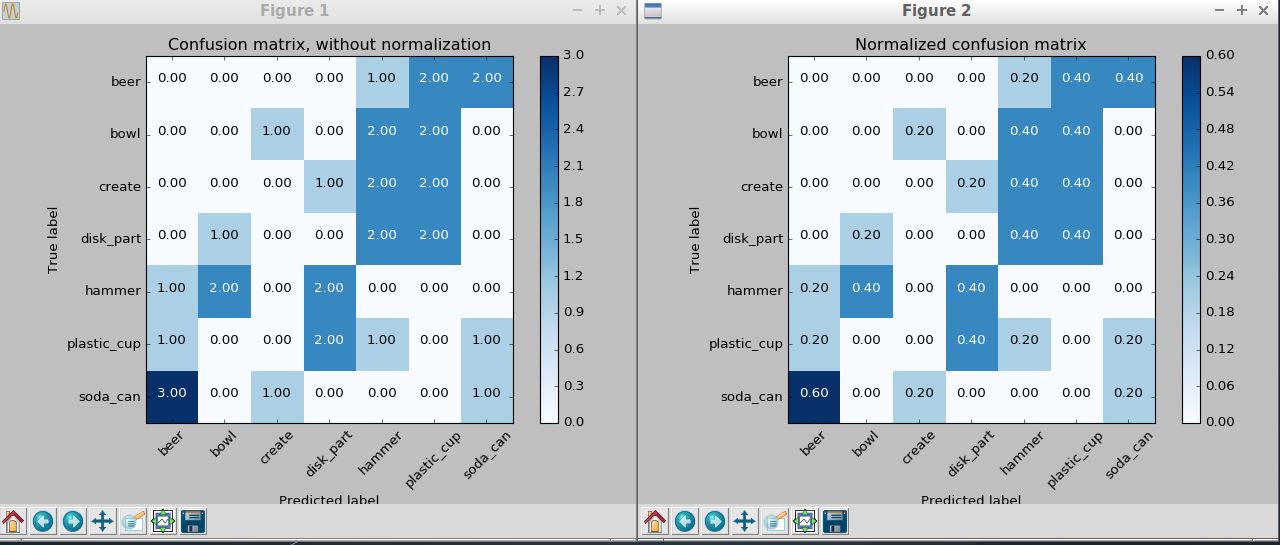 Figure 1
Confusion matrix, without normalization
beer 0.00 0.00 0.00 0.00 1.00 2.00 2.00
bowl 0.00 0.00 1.00 0.00 2.00 2.00 0.00
create 0.00 0.00 0.00 1.00 2.00 2.00 0.00
disk_part 0.00 1.00 0.00 0.00 2.00 2.00 0.00
hammer 1.00 2.00 0.00 2.00 0.00 0.00 0.00
plastic_cup 1.00 0.00 0.00 2.00 1.00 0.00 1.00
soda_can 3.00 0.00 1.00 0.00 0.00 0.00 1.00
True label
beer bowl create disk_part hammer plastic_cup soda_can
Predicted label
3.0
2.7
2.4
2.1
1.8
1.5
1.2
0.9
0.6
0.3
0.0
Figure 2
Normalized confusion matrix
beer 0.00 0.00 0.00 0.00 0.20 0.40 0.40
bowl 0.00 0.00 0.20 0.00 0.40 0.40 0.00
create 0.00 0.00 0.00 0.20 0.40 0.40 0.00
disk_part 0.00 0.20 0.00 0.00 0.40 0.40 0.00
hammer 0.20 0.40 0.00 0.40 0.00 0.00 0.00
plastic_cup 0.20 0.00 0.00 0.40 0.20 0.00 0.20
soda_can 0.60 0.00 0.20 0.00 0.00 0.00 0.20
True label
beer bowl create disk_part hammer plastic_cup soda_can
Predicted label
0.60
0.54
0.48
0.42
0.36
0.30
0.24
0.18
0.12
0.06
0.00